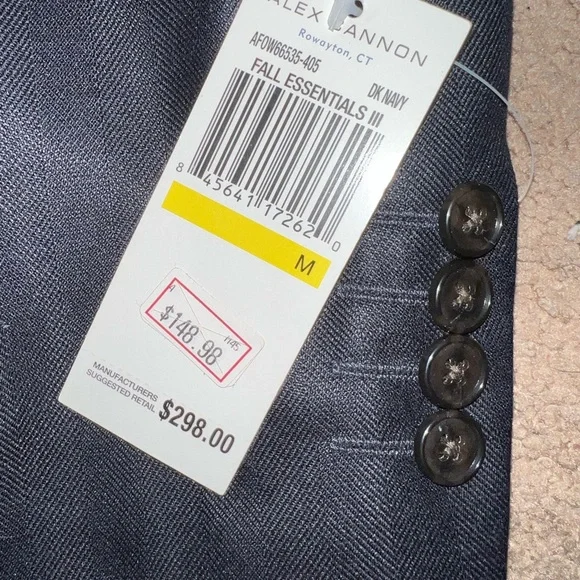 ALEX CANNON
Rowayton, CT
AFOW66535-405
DK NAVY
FALL ESSENTIALS III
8 45641 17262 0
M
A
1145
$148.98
MANUFACTURERS
SUGGESTED RETAIL
$298.00